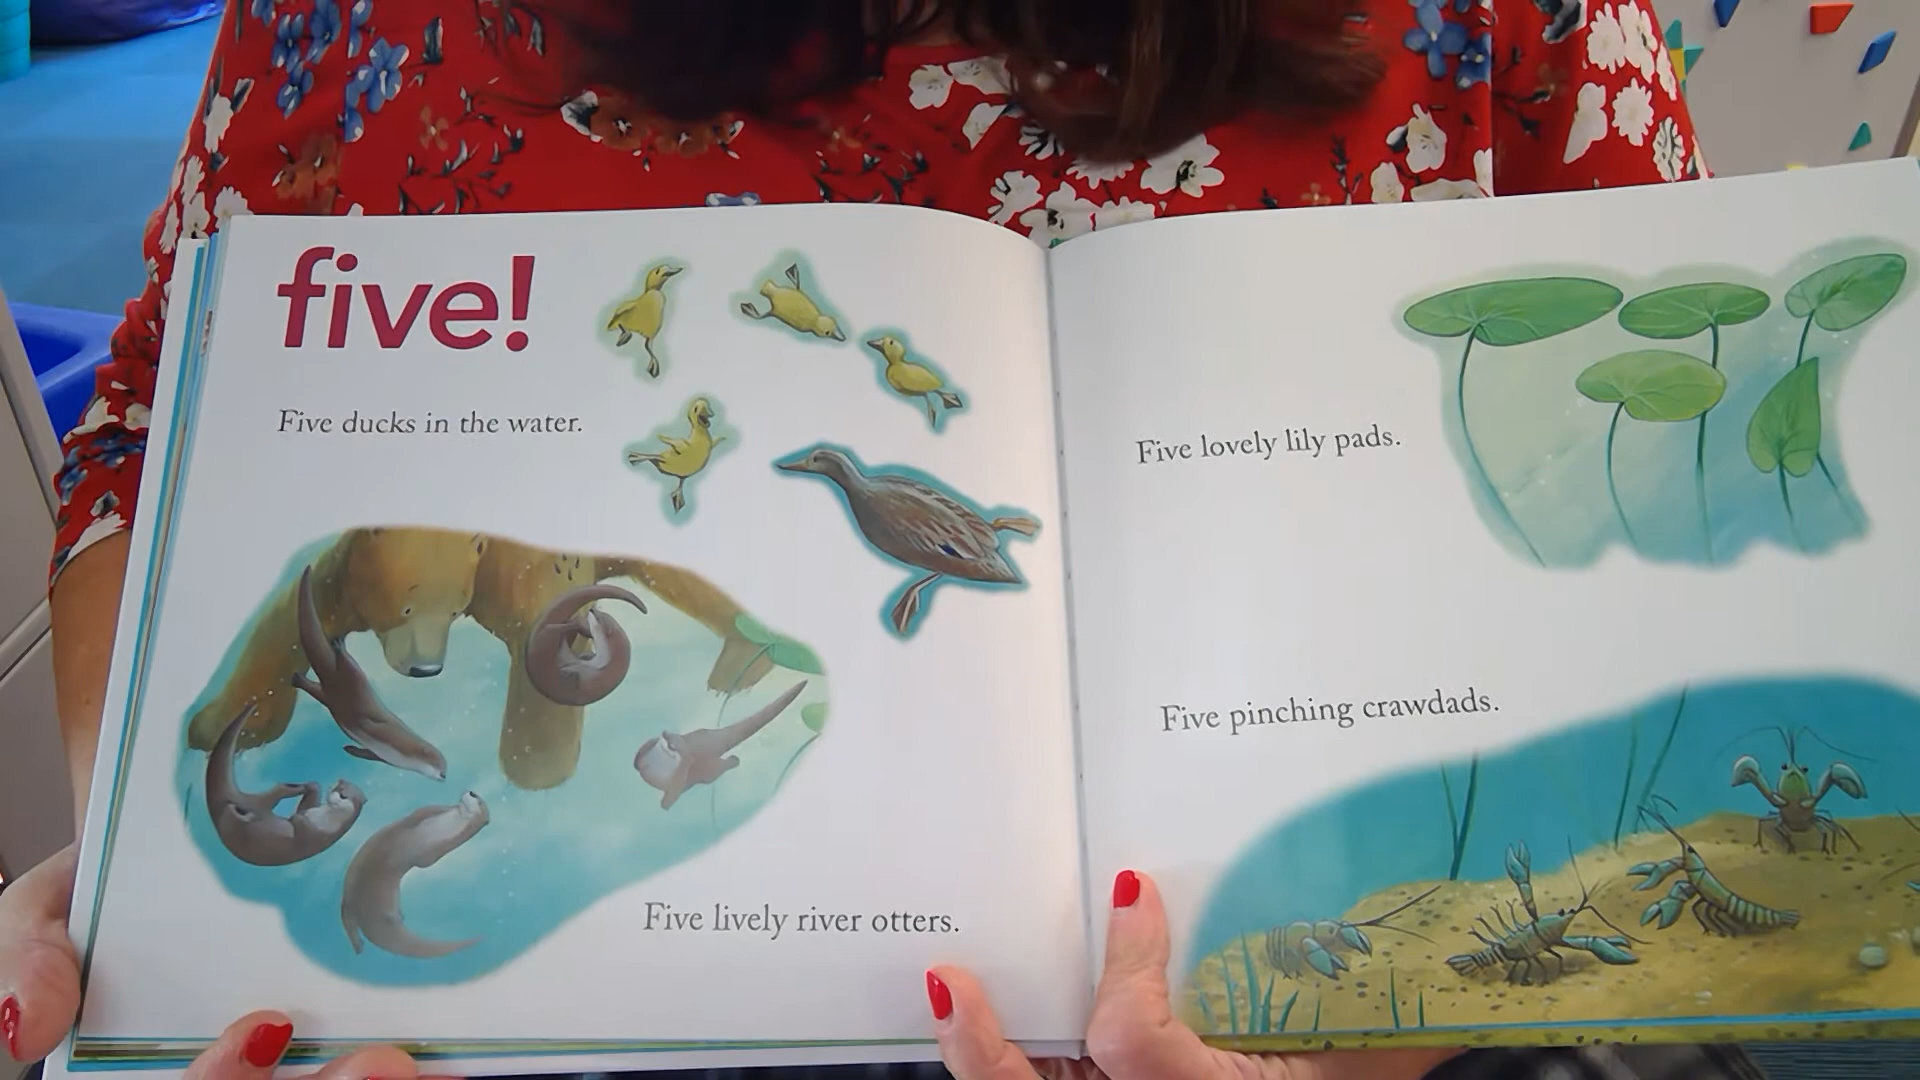 five!
Five ducks in the water.
Five lively river otters.
Five lovely lily pads.
Five pinching crawdads.